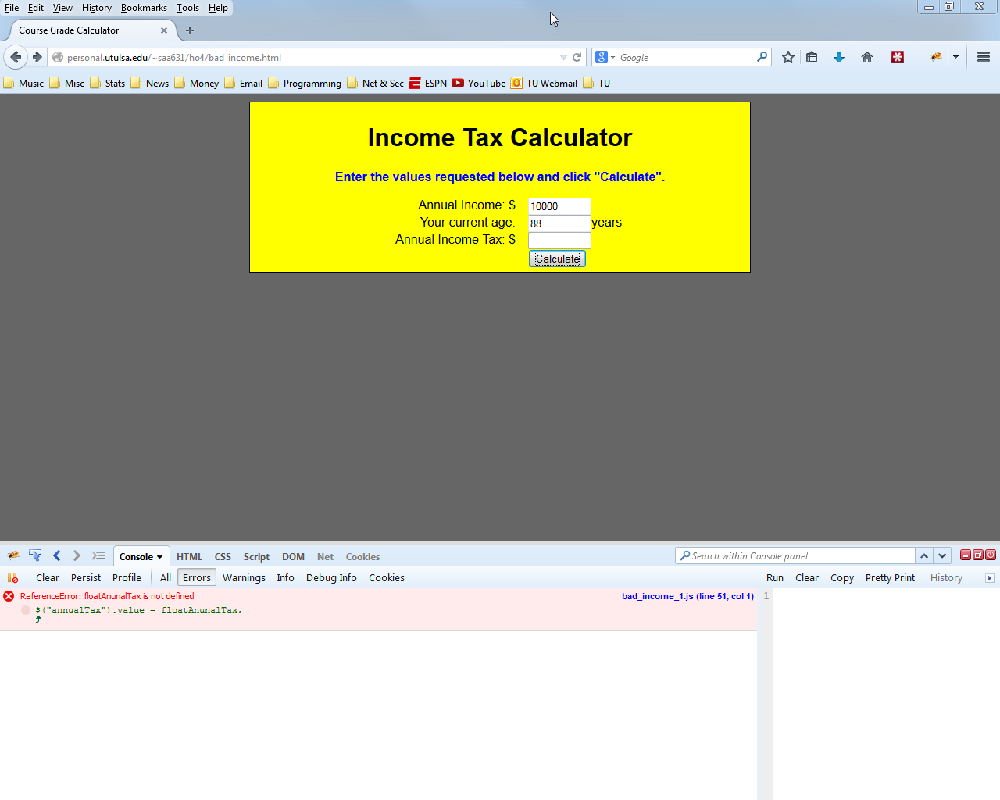 File Edit View History Bookmarks Tools Help
Course Grade Calculator
personal.utulsa.edu/~saa631/ho4/bad_income.html
8 Google
Music Misc Stats News Money Email Programming Net & Sec ESPN YouTube TU Webmail TU
Income Tax Calculator
Enter the values requested below and click "Calculate".
Annual Income: $ 10000
Your current age: 88 years
Annual Income Tax: $
Calculate
Console HTML CSS Script DOM Net Cookies Search within Console panel
Clear Persist Profile All Errors Warnings Info Debug Info Cookies Run Clear Copy Pretty Print History
ReferenceError: floatAnunalTax is not defined bad_income_1.js (line 51, col 1) 1
$("annualTax").value = floatAnunalTax;